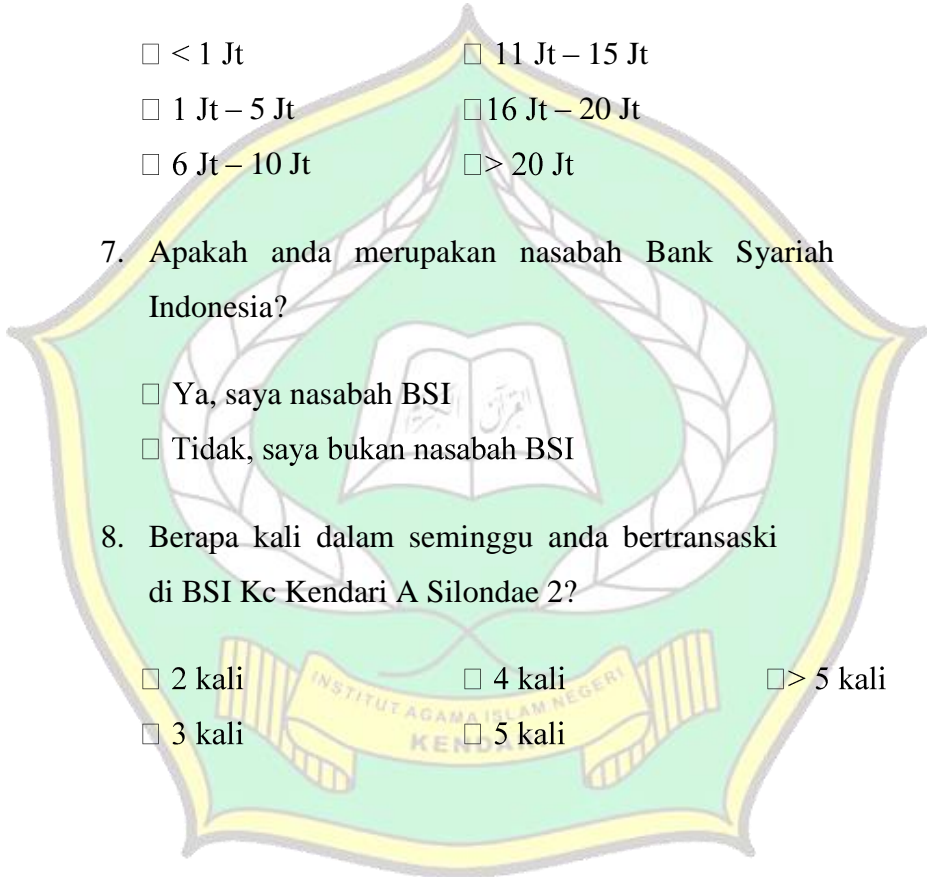 □ < 1 Jt □ 11 Jt – 15 Jt
□ 1 Jt – 5 Jt □16 Jt – 20 Jt
□ 6 Jt – 10 Jt □> 20 Jt
7. Apakah anda merupakan nasabah Bank Syariah
Indonesia?
□ Ya, saya nasabah BSI
□ Tidak, saya bukan nasabah BSI
8. Berapa kali dalam seminggu anda bertransaski
di BSI Kc Kendari A Silondae 2?
□ 2 kali □ 4 kali □> 5 kali
□ 3 kali □ 5 kali
INSTITUT AGAMA ISLAM NEGERI
KENDARI